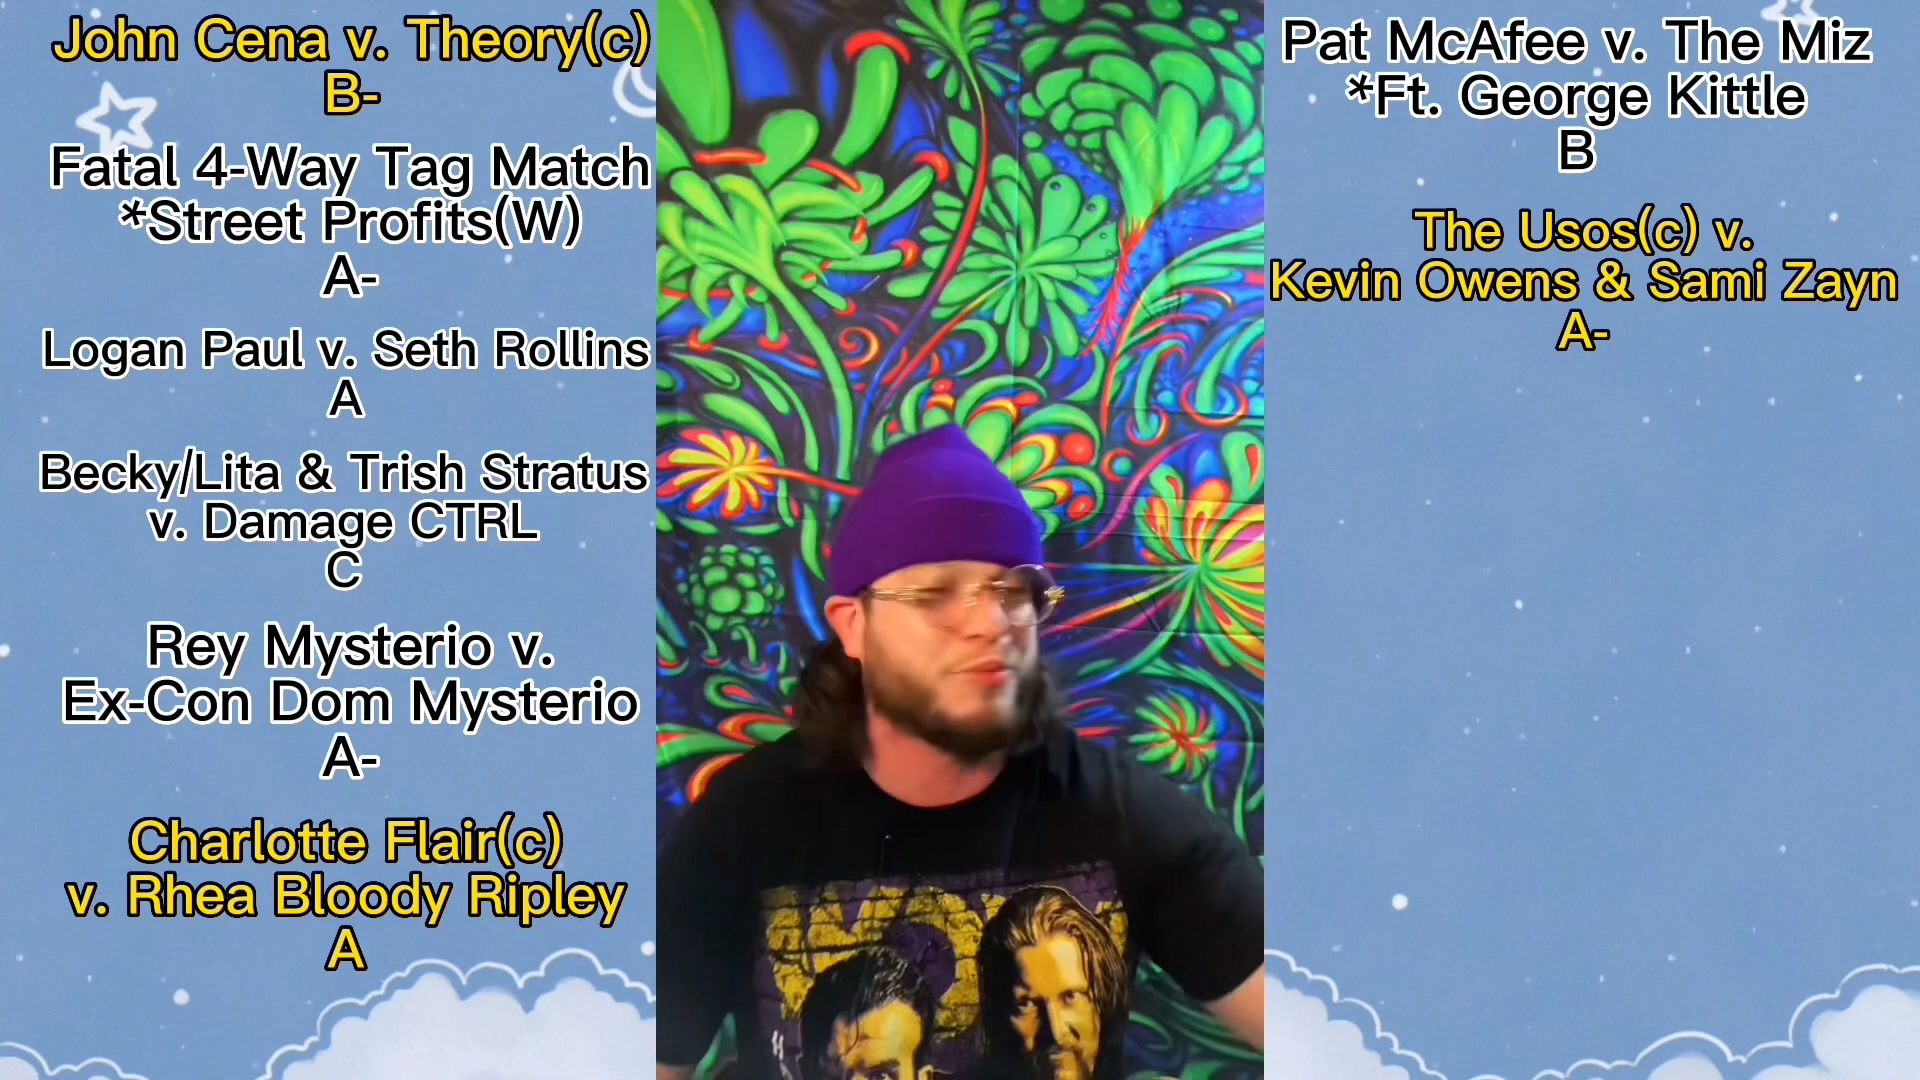 John Cena v. Theory(c)
B-
Fatal 4-Way Tag Match
*Street Profits(W)
A-
Logan Paul v. Seth Rollins
A
Becky/Lita & Trish Stratus
v. Damage CTRL
C
Rey Mysterio v.
Ex-Con Dom Mysterio
A-
Charlotte Flair(c)
v. Rhea Bloody Ripley
A
Pat McAfee v. The Miz
*Ft. George Kittle
B
The Usos(c) v.
Kevin Owens & Sami Zayn
A-